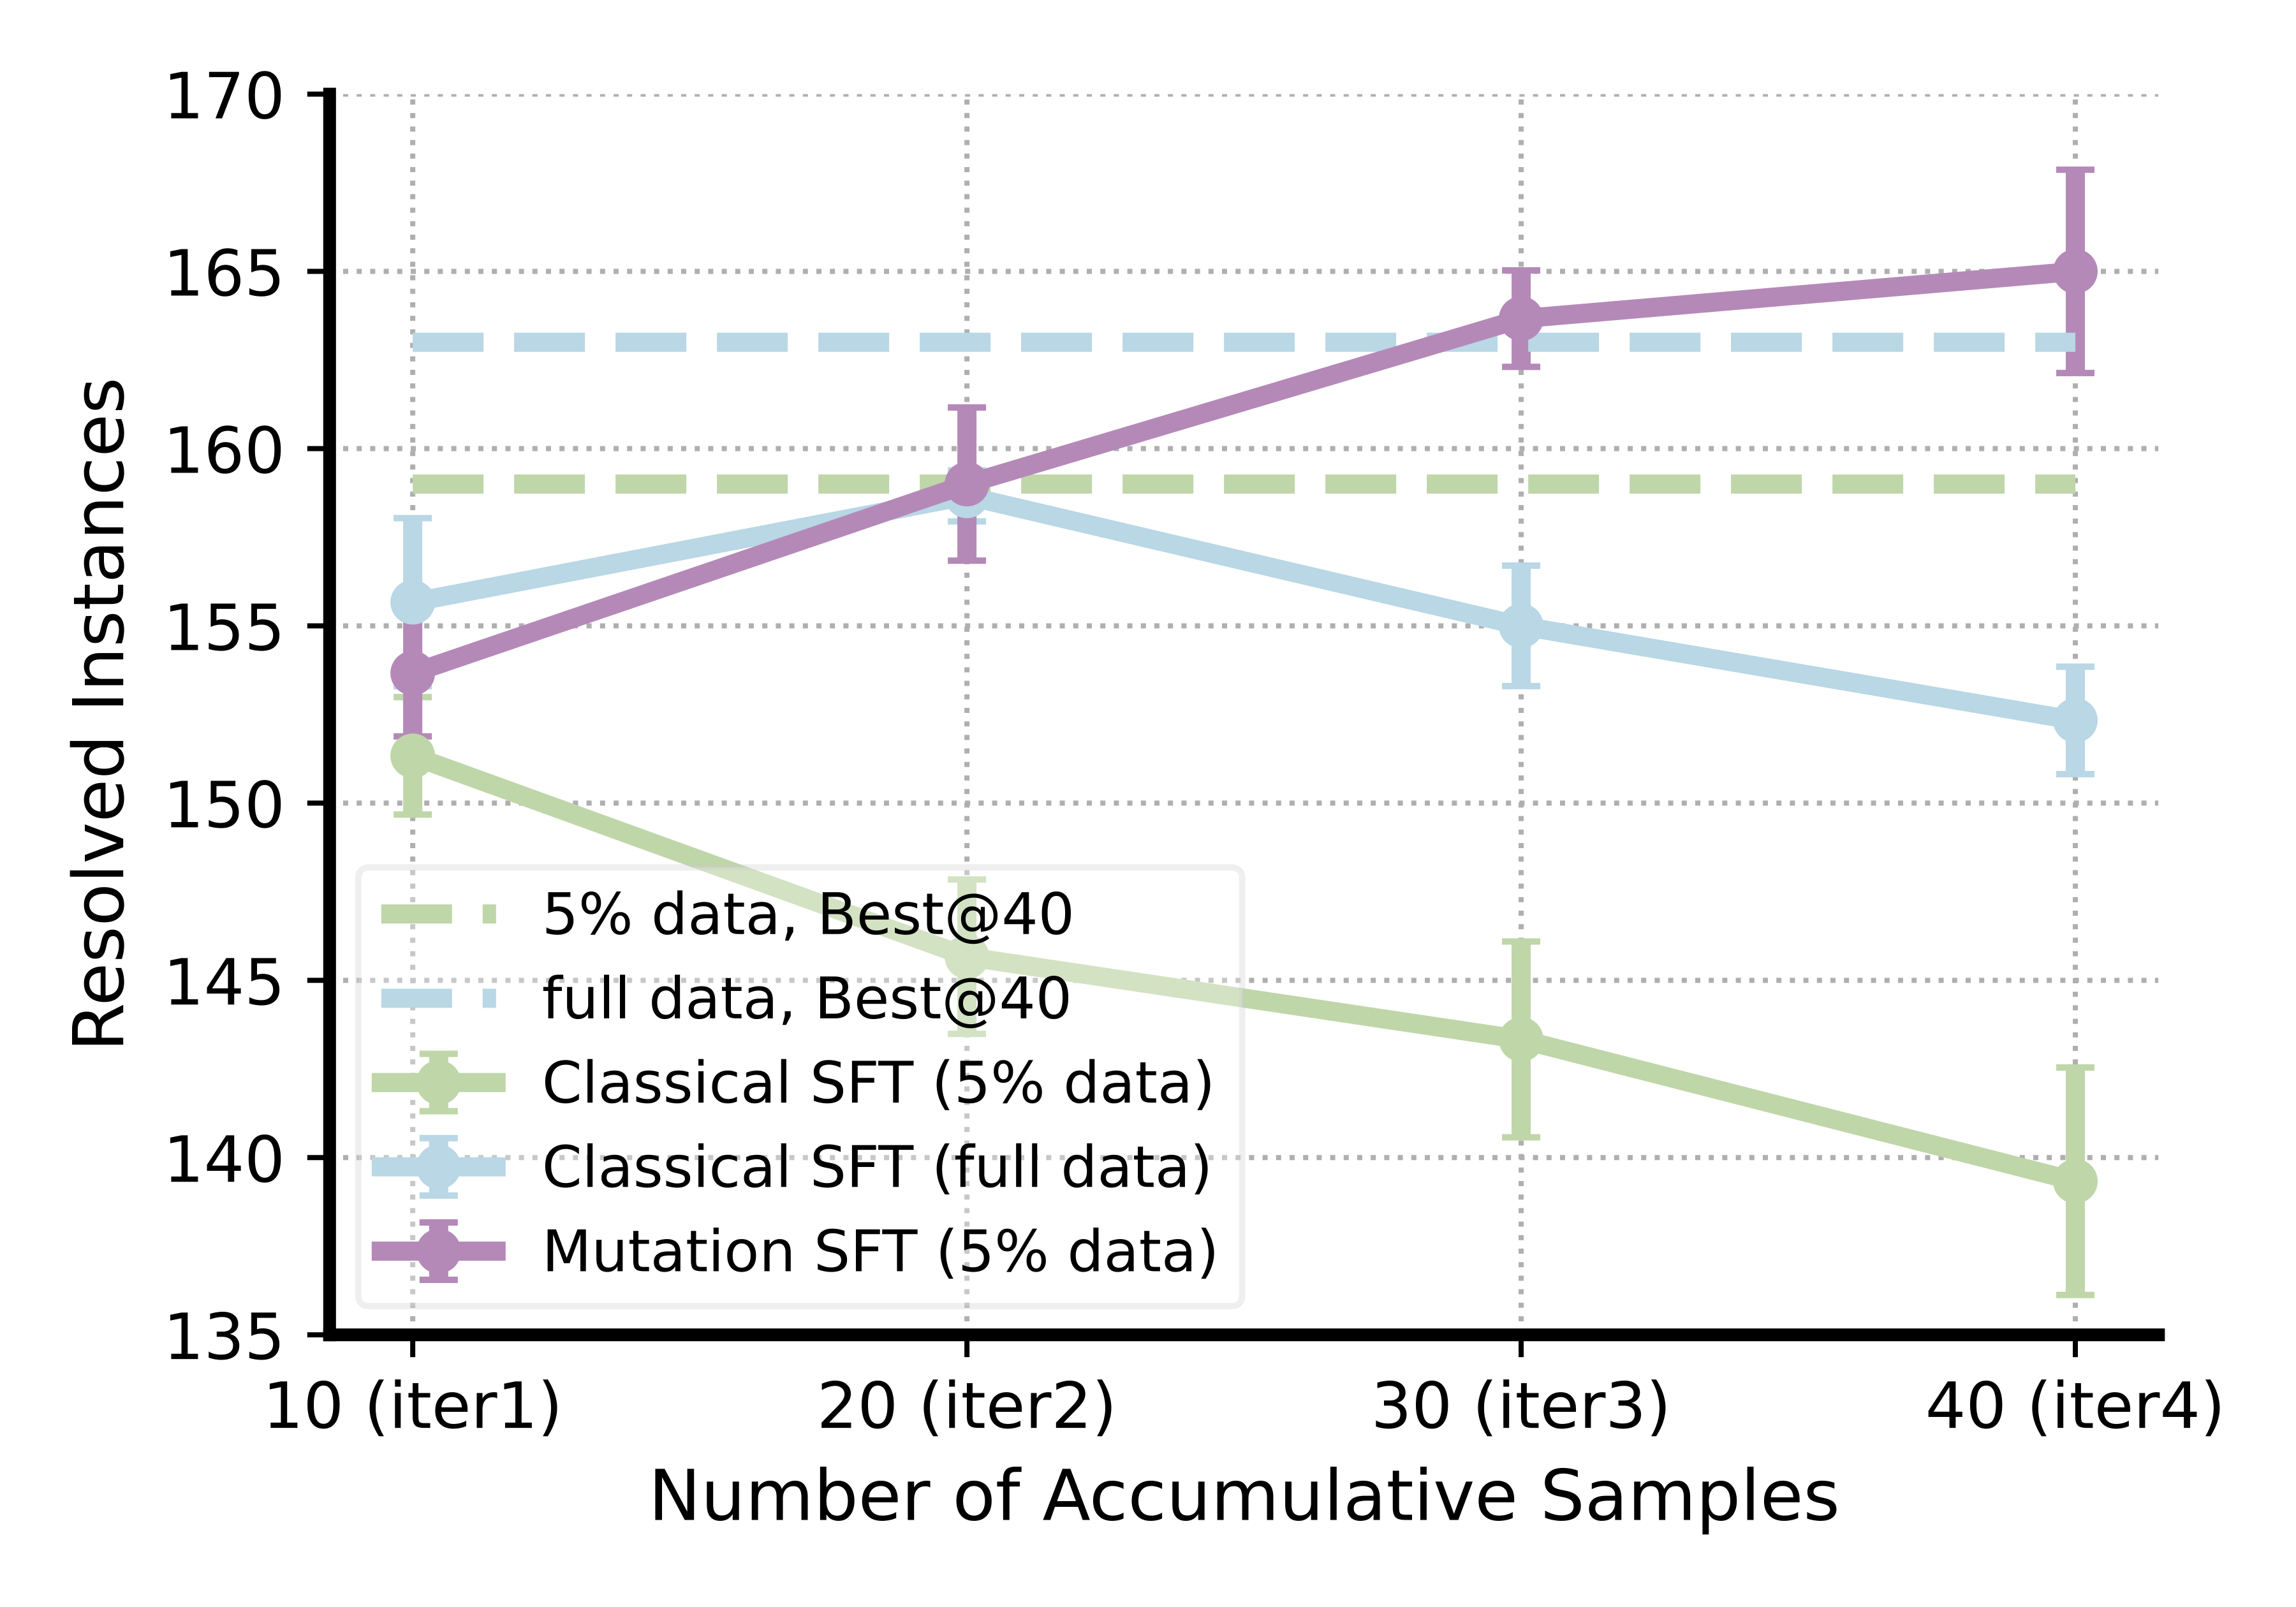 170
165
160
155
150
145
140
135
Resolved Instances
5% data, Best@40
full data, Best@40
Classical SFT (5% data)
Classical SFT (full data)
Mutation SFT (5% data)
10 (iter1) 20 (iter2) 30 (iter3) 40 (iter4)
Number of Accumulative Samples